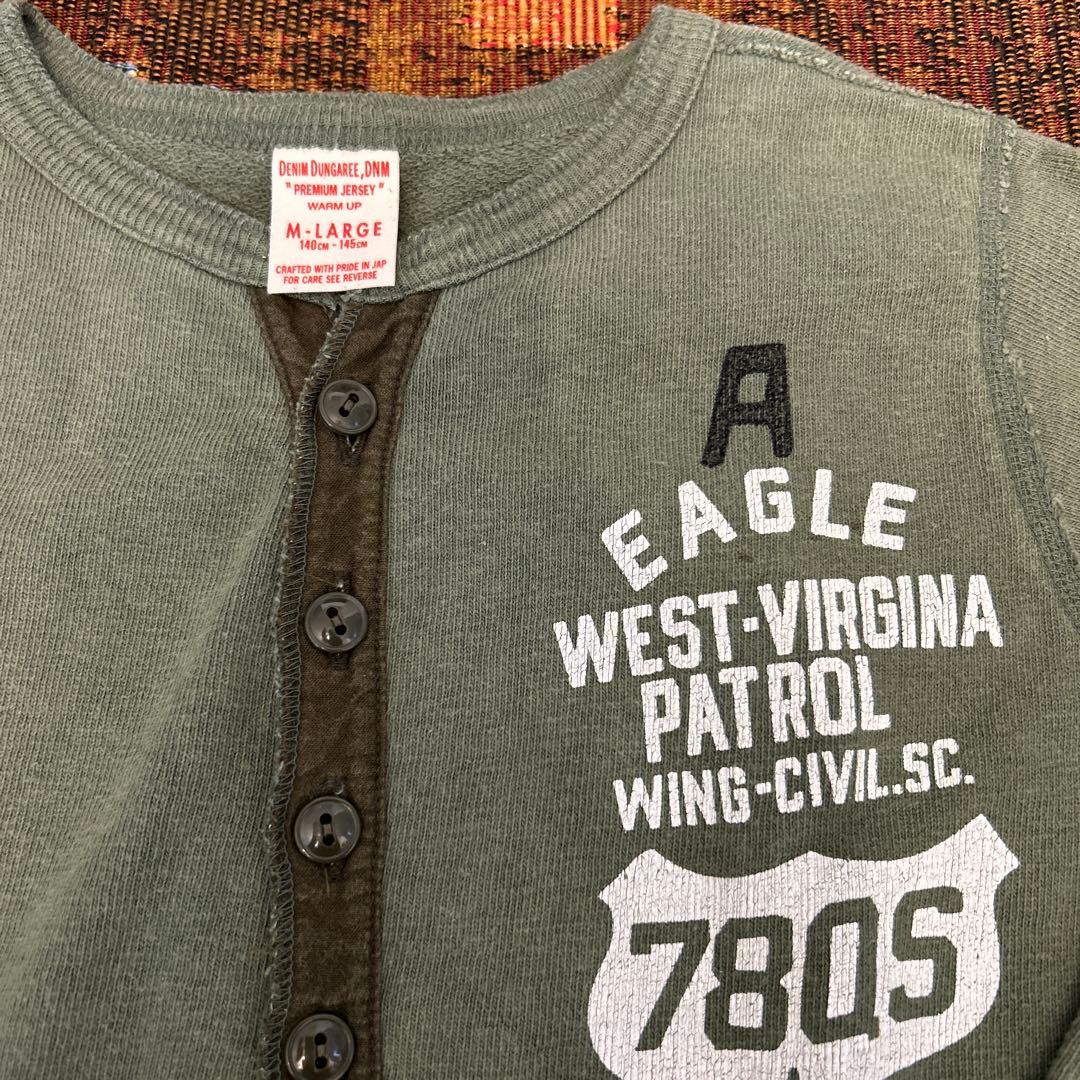 DENIM DUNGAREE,DNM
"PREMIUM JERSEY"
WARM UP
M-LARGE
140CM-145CM
CRAFTED WITH PRIDE IN JAP
FOR CARE SEE REVERSE
A
EAGLE
WEST-VIRGINA
PATROL
WING-CIVIL.SC.
78QS